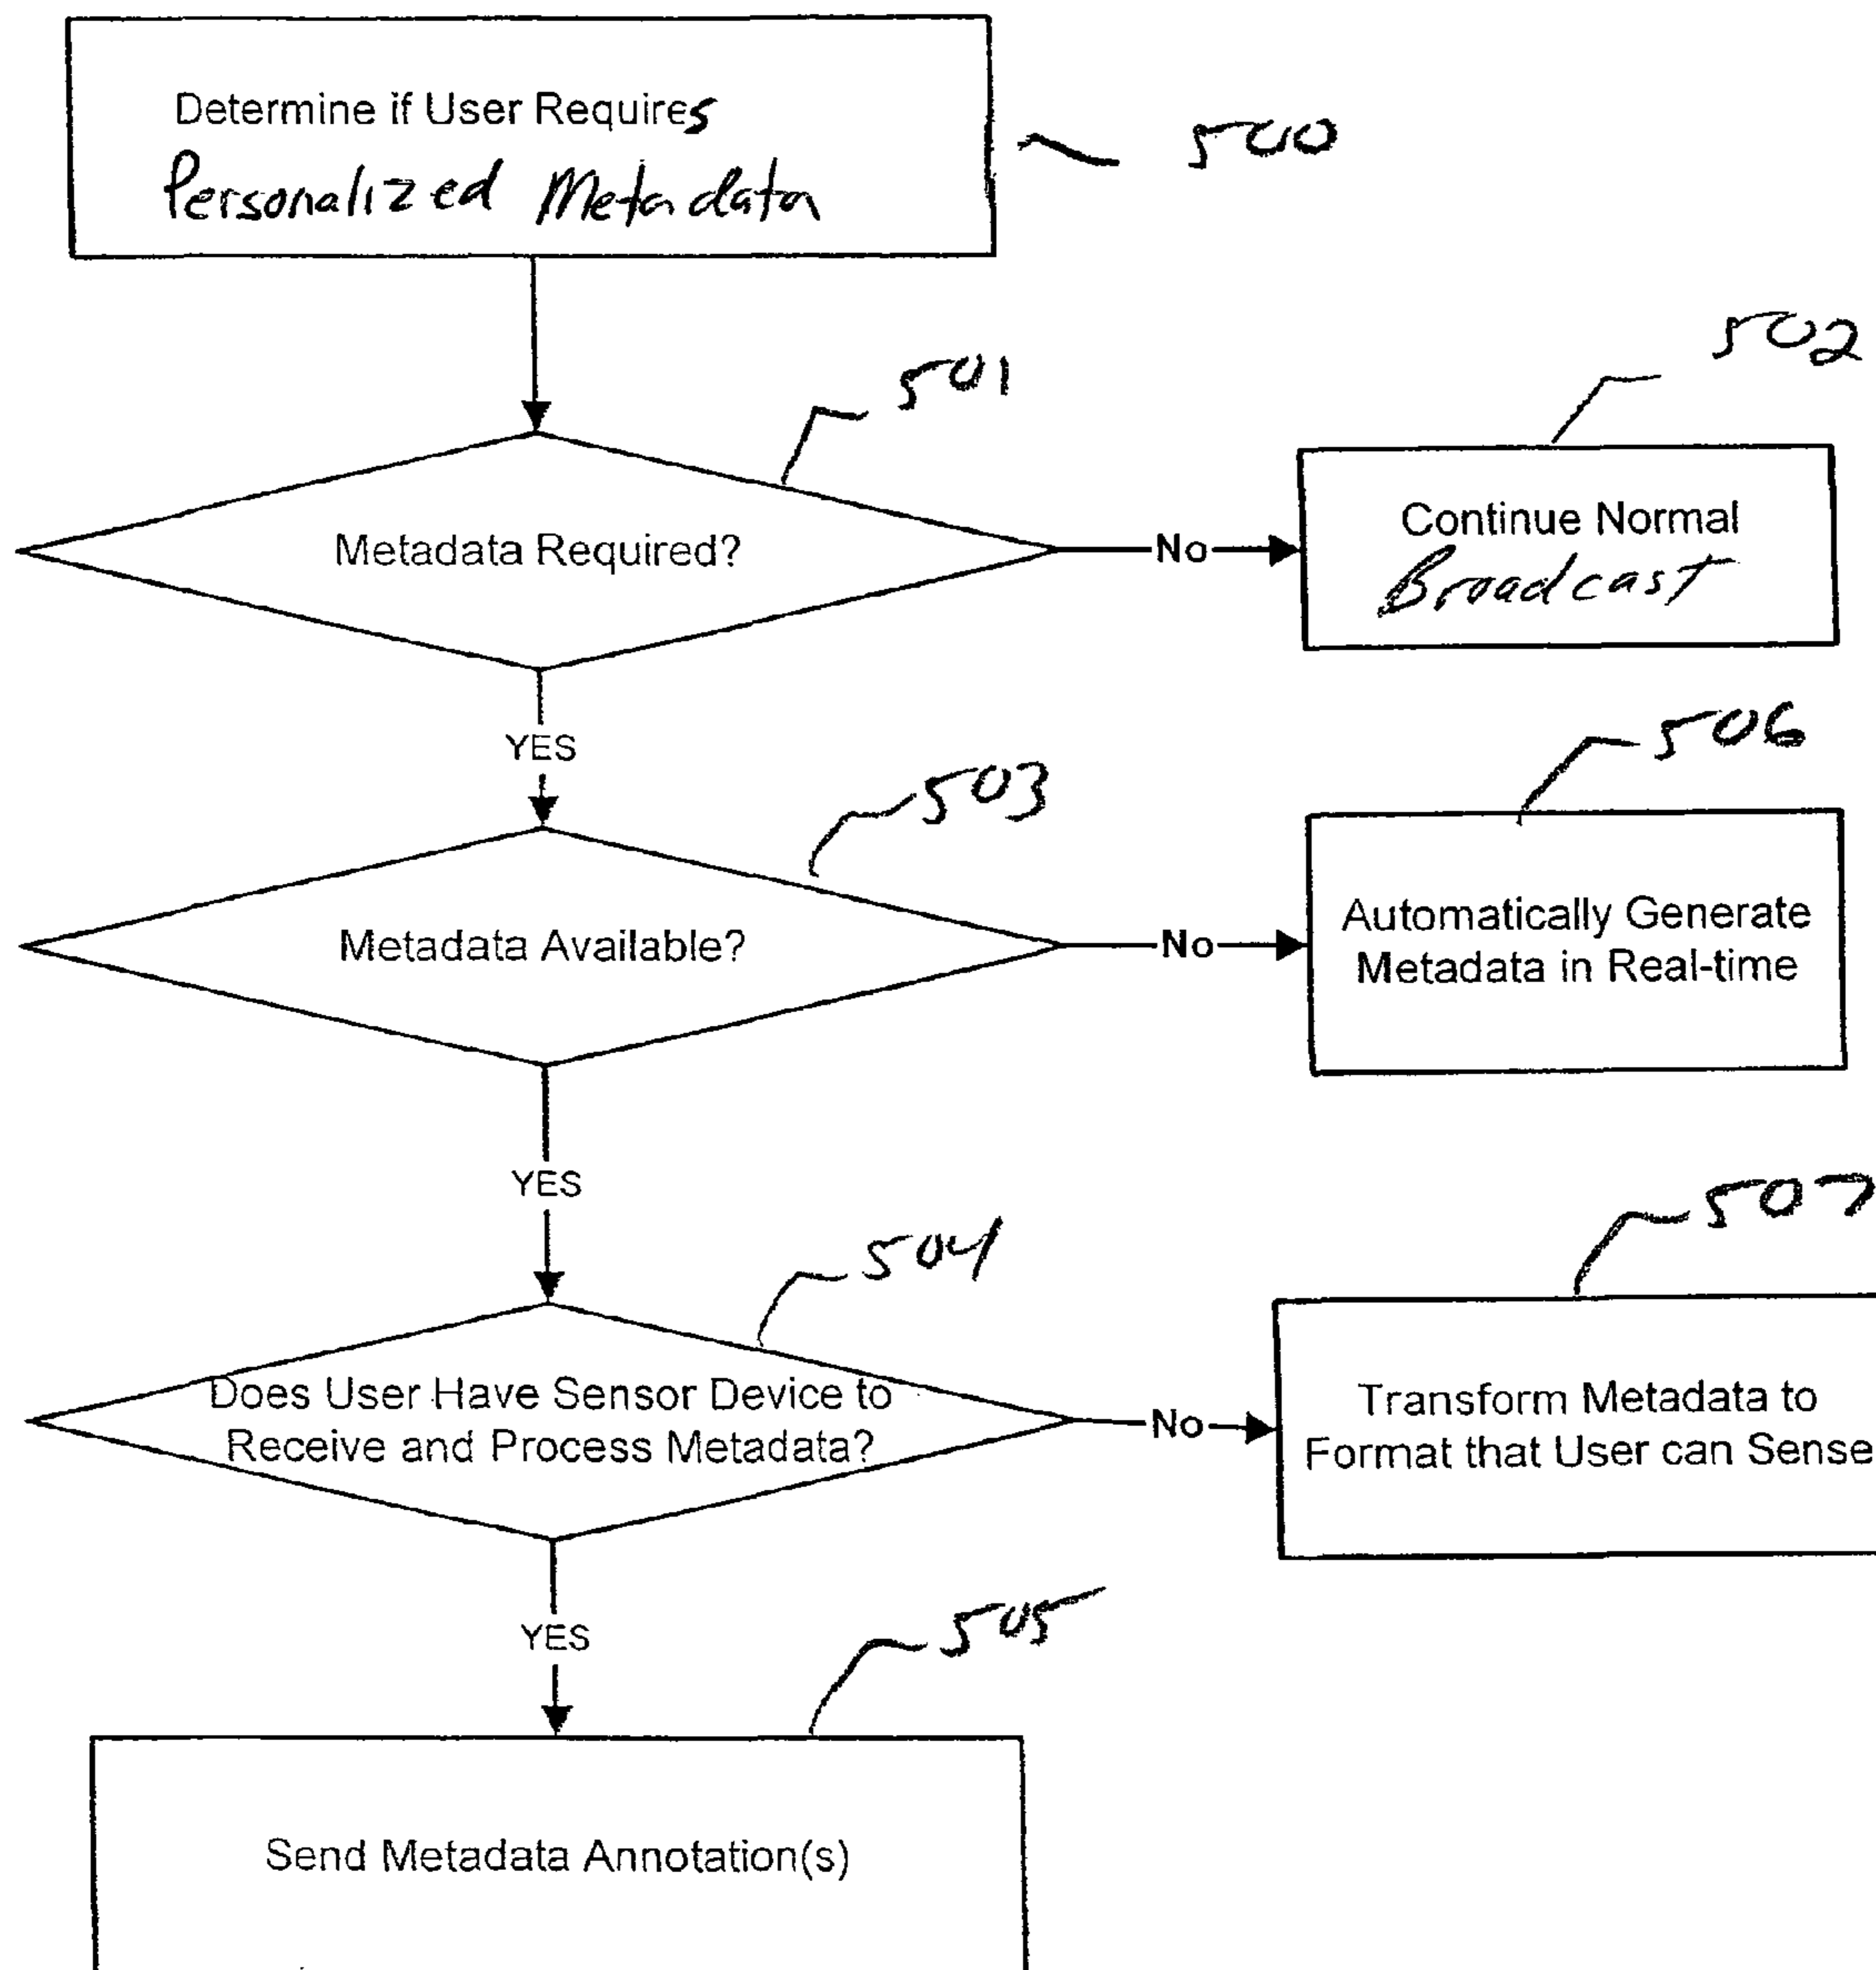 Determine if User Requires
Personalized Metadata
500
501
502
Metadata Required?
No
Continue Normal
Broadcast
YES
503
506
Metadata Available?
No
Automatically Generate
Metadata in Real-time
YES
504
507
Does User Have Sensor Device to
Receive and Process Metadata?
No
Transform Metadata to
Format that User can Sense
YES
505
Send Metadata Annotation(s)